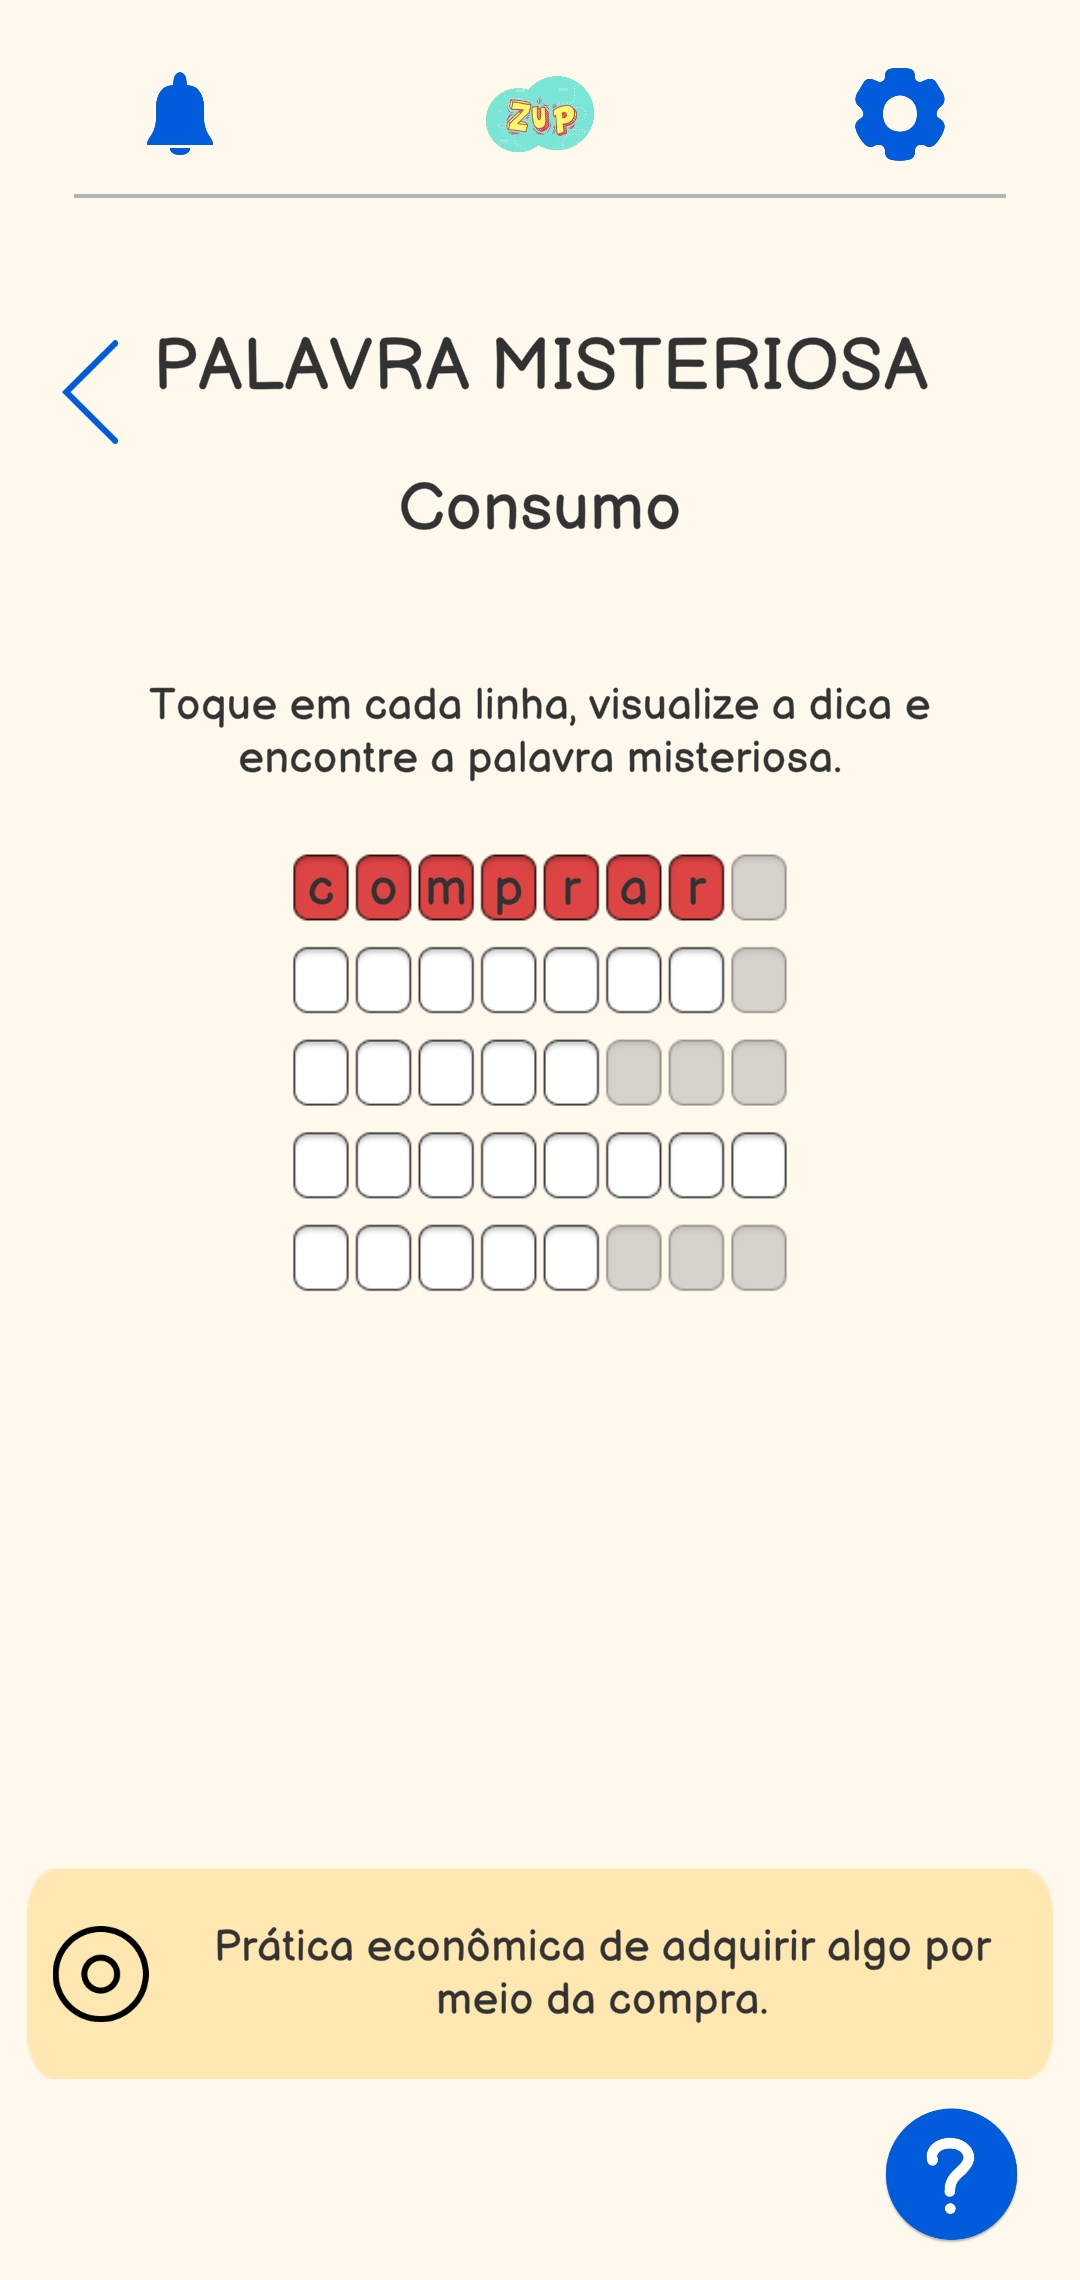 ZUP
PALAVRA MISTERIOSA
Consumo
Toque em cada linha, visualize a dica e
encontre a palavra misteriosa.
comprar
Prática econômica de adquirir algo por
meio da compra.
?